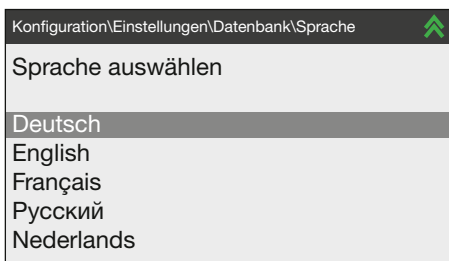 Konfiguration\Einstellungen\Datenbank\Sprache
Sprache auswählen
Deutsch
English
Français
Русский
Nederlands